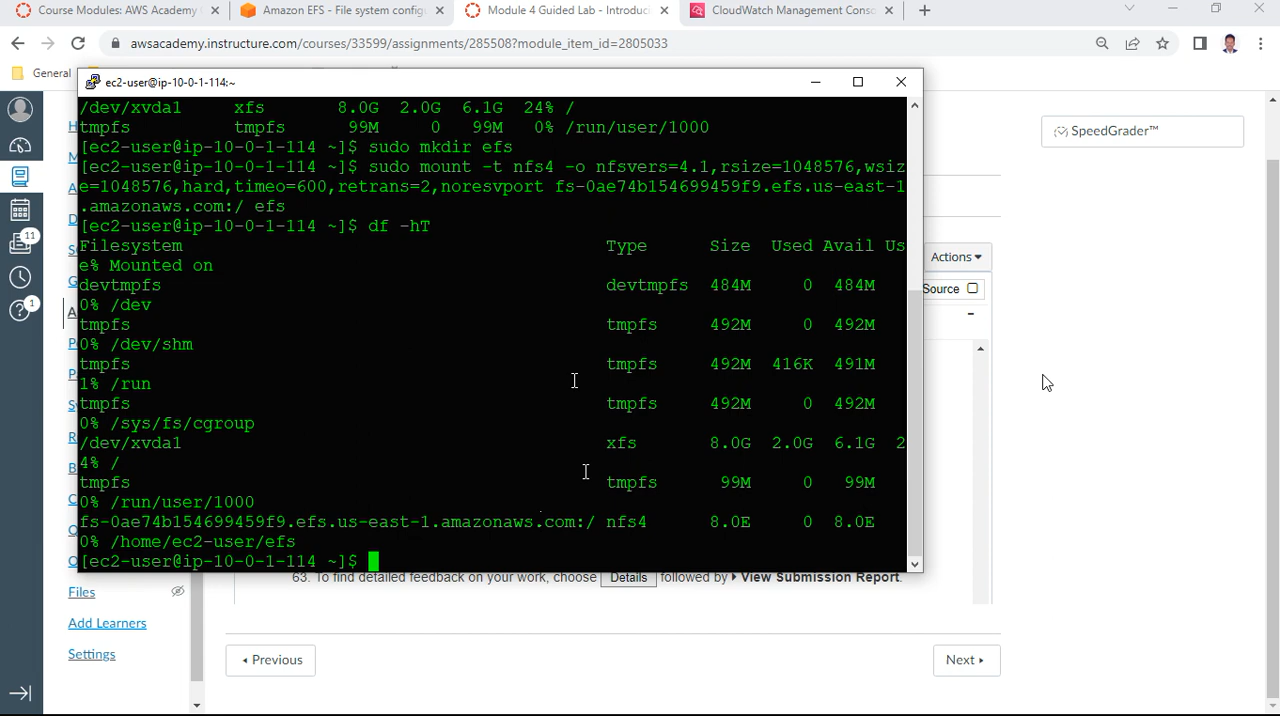 Course Modules: AWS Academy
Amazon EFS - File system config
Module 4 Guided Lab - Introduc
CloudWatch Management Conso
awsacademy.instructure.com/courses/33599/assignments/285508?module_item_id=2805033
General
ec2-user@ip-10-0-1-114:~
/dev/xvda1 xfs 8.0G 2.0G 6.1G 24% /
tmpfs tmpfs 99M 0 99M 0% /run/user/1000
[ec2-user@ip-10-0-1-114 ~]$ sudo mkdir efs
[ec2-user@ip-10-0-1-114 ~]$ sudo mount -t nfs4 -o nfsvers=4.1,rsize=1048576,wsiz
e=1048576,hard,timeo=600,retrans=2,noresvport fs-0ae74b154699459f9.efs.us-east-1
.amazonaws.com:/ efs
[ec2-user@ip-10-0-1-114 ~]$ df -hT
Filesystem Type Size Used Avail Us
e% Mounted on
devtmpfs devtmpfs 484M 0 484M
0% /dev
tmpfs tmpfs 492M 0 492M
0% /dev/shm
tmpfs tmpfs 492M 416K 491M
1% /run
tmpfs tmpfs 492M 0 492M
0% /sys/fs/cgroup
/dev/xvda1 xfs 8.0G 2.0G 6.1G 2
4% /
tmpfs tmpfs 99M 0 99M
0% /run/user/1000
fs-0ae74b154699459f9.efs.us-east-1.amazonaws.com:/ nfs4 8.0E 0 8.0E
0% /home/ec2-user/efs
[ec2-user@ip-10-0-1-114 ~]$
SpeedGrader™
Actions
Source
11
1
63. To find detailed feedback on your work, choose Details followed by View Submission Report.
Files
Add Learners
Settings
Previous
Next